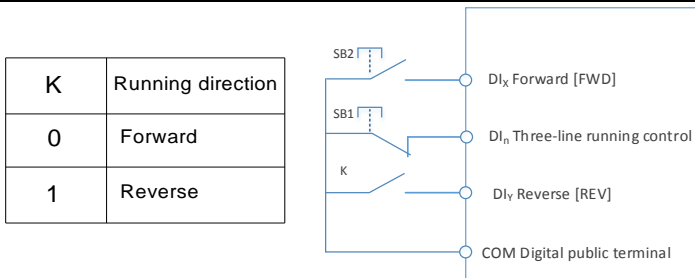 K Running direction
0 Forward
1 Reverse
SB2
DIX Forward [FWD]
SB1
DIn Three-line running control
K
DIY Reverse [REV]
COM Digital public terminal